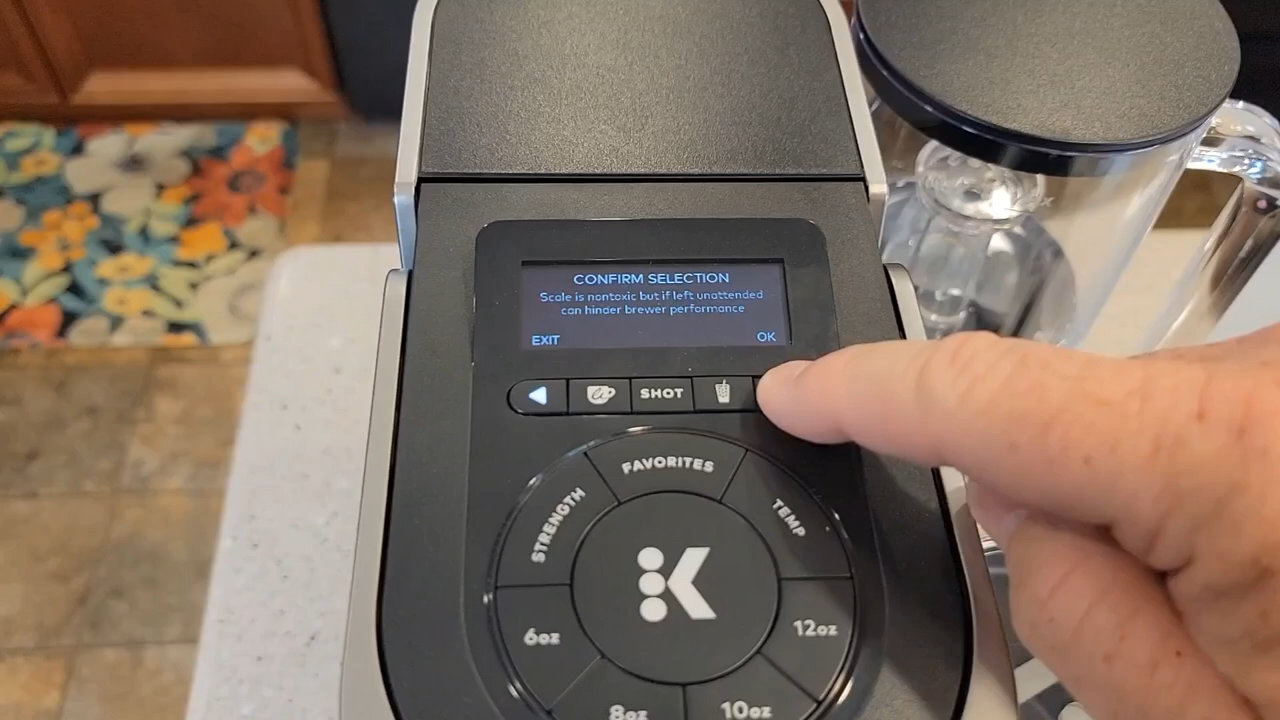 CONFIRM SELECTION
Scale is nontoxic but if left unattended
can hinder brewer performance
EXIT OK
SHOT
FAVORITES
STRENGTH
TEMP
K
6oz
12oz
8oz
10oz